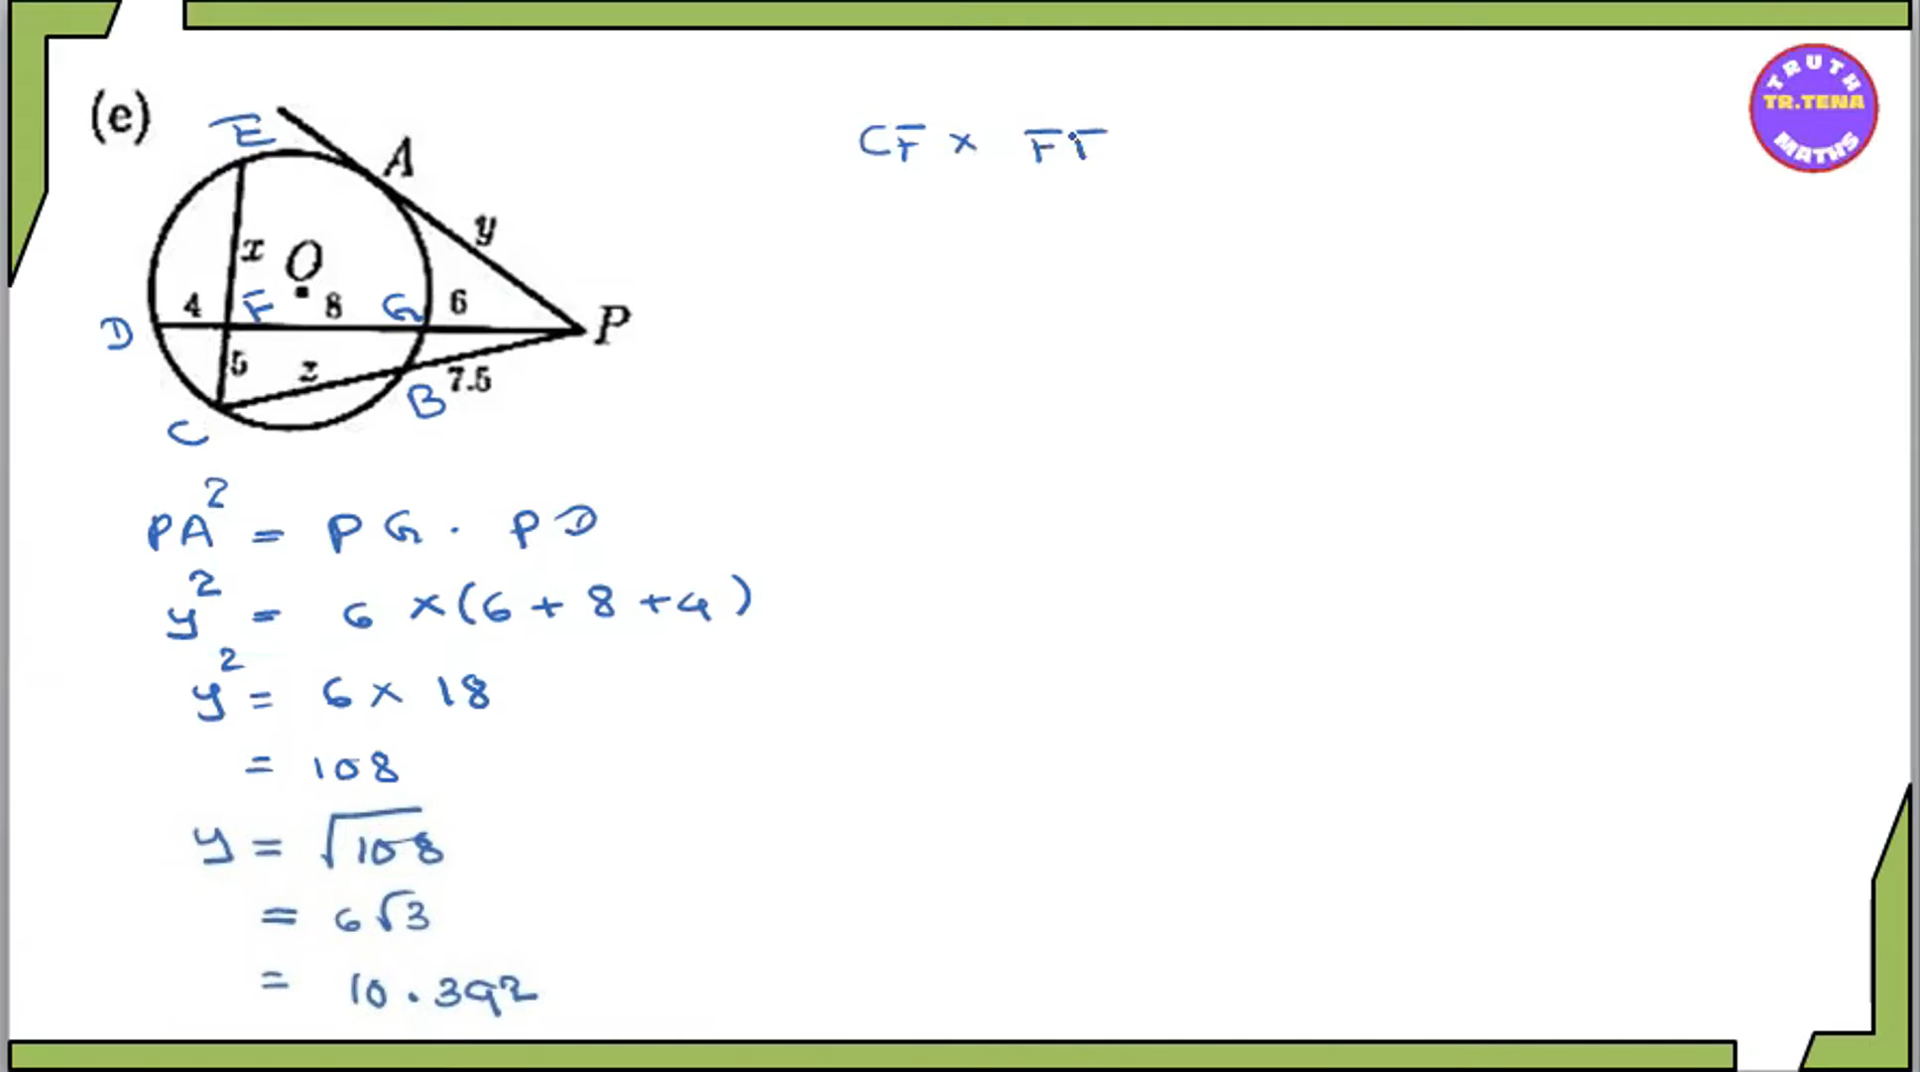 (e)
E
A
y
x
O
4
F
8
G
6
D
P
5
z
7.5
B
C
PA² = PG . PD
y² = 6 × (6 + 8 + 4)
y² = 6 × 18
= 108
y = √108
= 6√3
= 10.392
CF ×
TRUTH
TR.TENA
MATHS